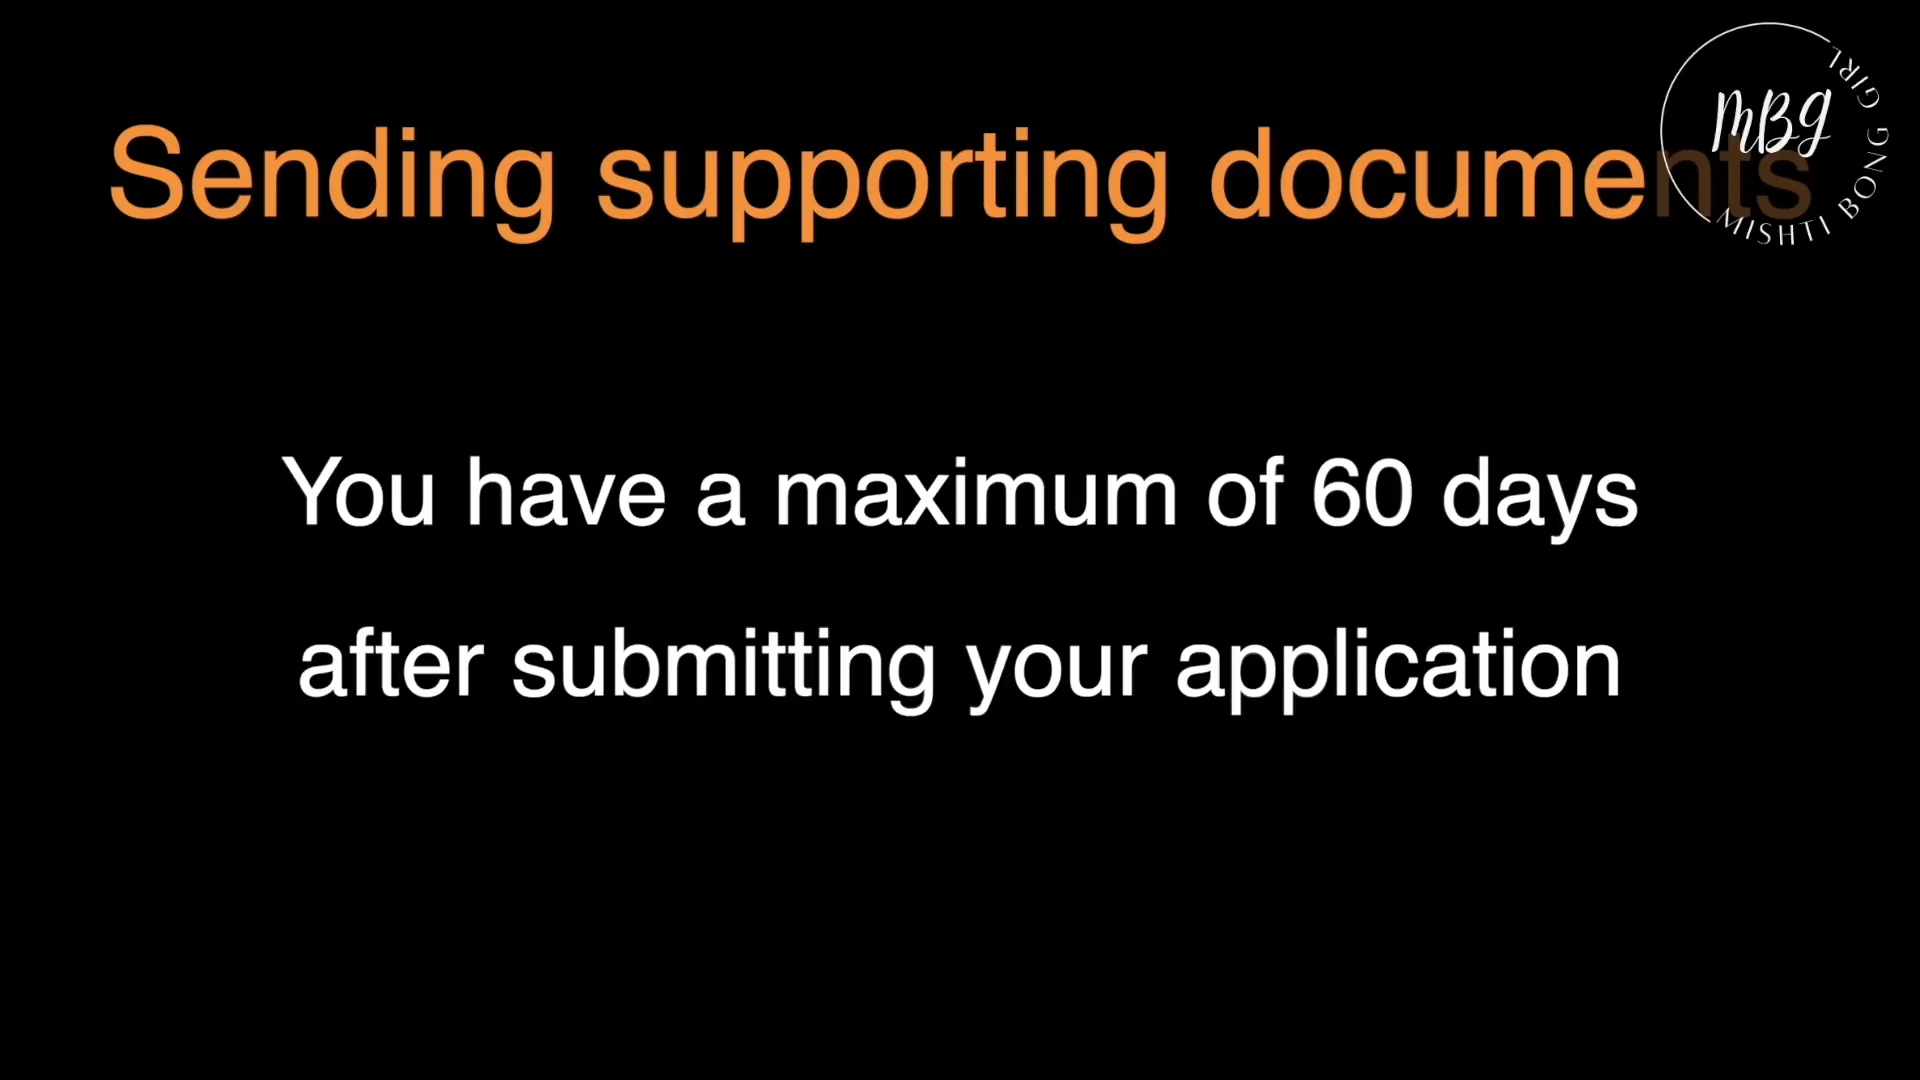 Sending supporting documents
MBg
MISHTI BONG GIRL
You have a maximum of 60 days
after submitting your application